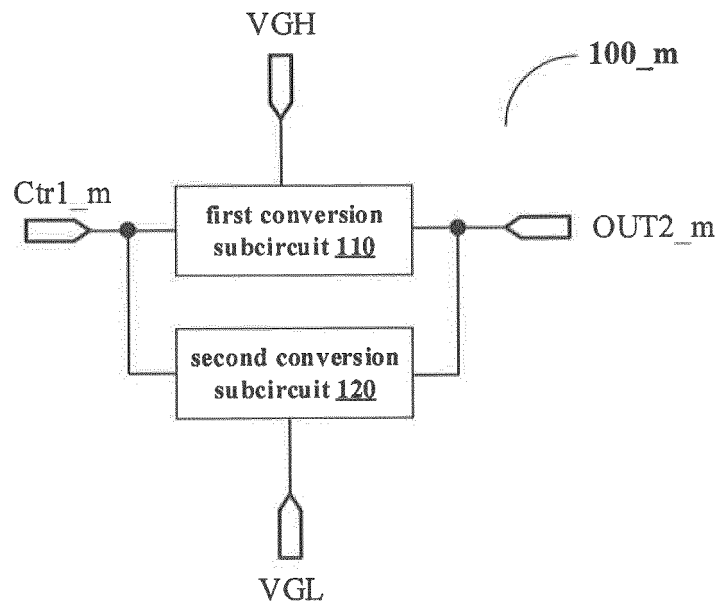 VGH
100_m
Ctr1_m
first conversion
subcircuit 110
OUT2_m
second conversion
subcircuit 120
VGL